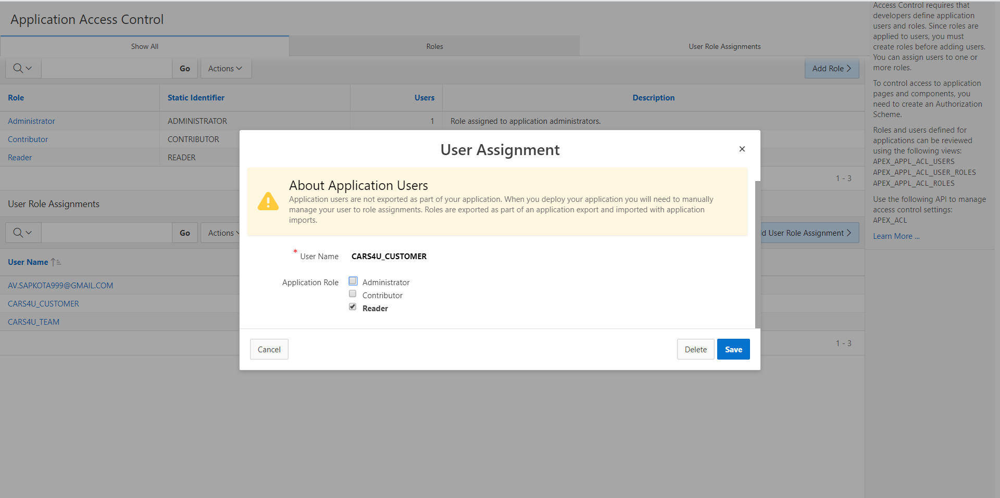 Application Access Control
Show All
Roles
User Role Assignments
Go
Actions
Add Role
Role
Static Identifier
Users
Description
Administrator
ADMINISTRATOR
1
Role assigned to application administrators.
Contributor
CONTRIBUTOR
Reader
READER
1 - 3
User Role Assignments
Go
Actions
d User Role Assignment
User Name
AV.SAPKOTA999@GMAIL.COM
CARS4U_CUSTOMER
CARS4U_TEAM
1 - 3
User Assignment
About Application Users
Application users are not exported as part of your application. When you deploy your application you will need to manually
manage your user to role assignments. Roles are exported as part of an application export and imported with application
imports.
* User Name
CARS4U_CUSTOMER
Application Role
Administrator
Contributor
Reader
Cancel
Delete
Save
Access Control requires that
developers define application
users and roles. Since roles are
applied to users, you must
create roles before adding users.
You can assign users to one or
more roles.
To control access to application
pages and components, you
need to create an Authorization
Scheme.
Roles and users defined for
applications can be reviewed
using the following views:
APEX_APPL_ACL_USERS
APEX_APPL_ACL_USER_ROLES
APEX_APPL_ACL_ROLES
Use the following API to manage
access control settings:
APEX_ACL
Learn More ...